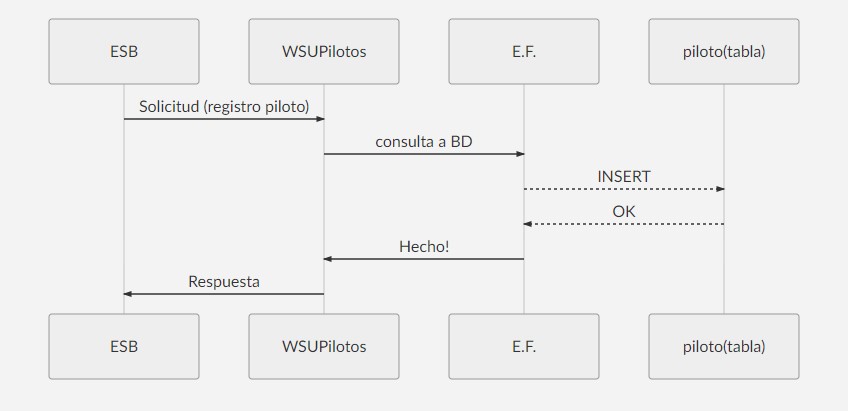 ESB
WSUPilotos
E.F.
piloto(tabla)
Solicitud (registro piloto)
consulta a BD
INSERT
OK
Hecho!
Respuesta
ESB
WSUPilotos
E.F.
piloto(tabla)